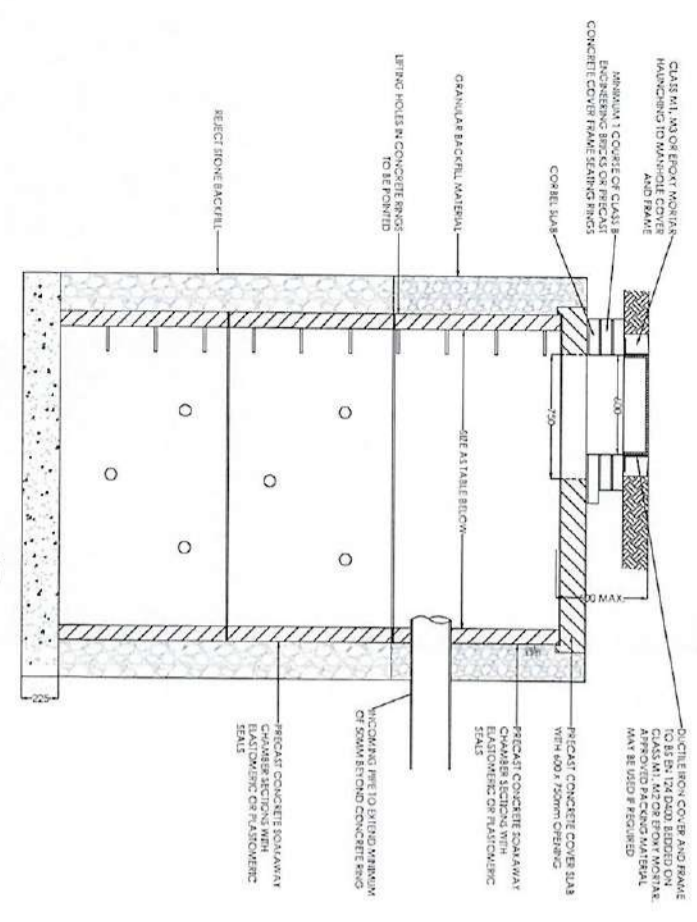 CLASS M1, M3 OR EPOXY MORTAR
HAUNCHING TO MANHOLE COVER
AND FRAME
MINIMUM 1 COURSE OF CLASS B
ENGINEERING BRICKS OR PRECAST
CONCRETE COVER FRAME SEATING RINGS
CORBEL SLAB
GRANULAR BACKFILL MATERIAL
LIFTING HOLES IN CONCRETE RINGS
TO BE POINTED
REJECT STONE BACKFILL
600
750
600 MAX.
SIZE AS TABLE BELOW
225
DUCTILE IRON COVER AND FRAME
TO BS EN 124 D400. BEDDED ON
CLASS M1, M2 OR EPOXY MORTAR.
APPROVED PACKING MATERIAL
MAY BE USED IF REQUIRED
PRECAST CONCRETE COVER SLAB
WITH 600 x 750mm OPENING
PRECAST CONCRETE SOAKAWAY
CHAMBER SECTIONS WITH
ELASTOMERIC OR PLASTOMERIC
SEALS
INCOMING PIPE TO EXTEND MINIMUM
OF 50MM BEYOND CONCRETE RING
PRECAST CONCRETE SOAKAWAY
CHAMBER SECTIONS WITH
ELASTOMERIC OR PLASTOMERIC
SEALS